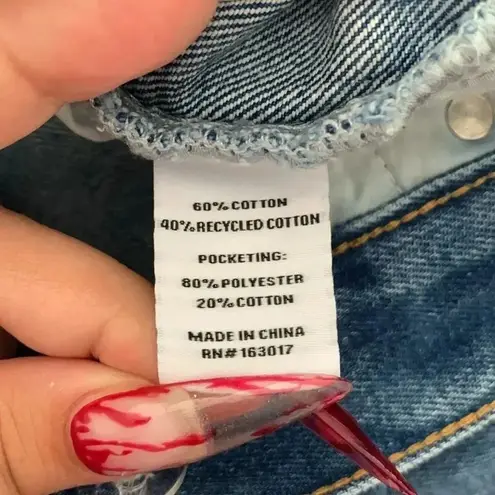 60% COTTON
40% RECYCLED COTTON
POCKETING:
80% POLYESTER
20% COTTON
MADE IN CHINA
RN# 163017